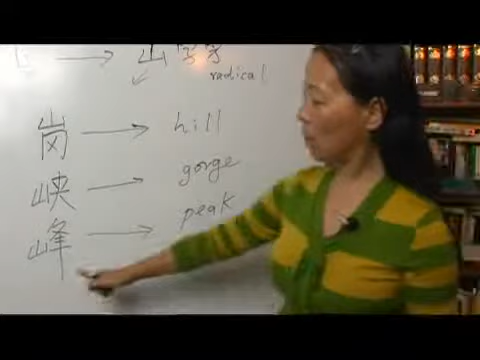 → 山字旁
radical
岗 → hill
峡 → gorge
峰 → peak